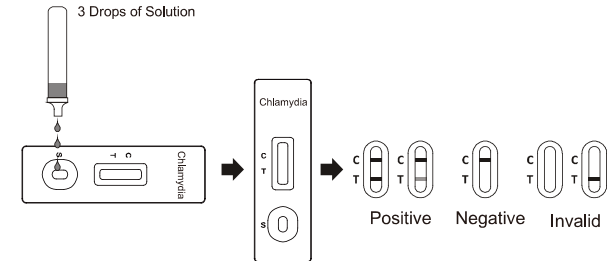 3 Drops of Solution
S
T C
Chlamydia
Chlamydia
C
T
S
C
T
C
T
Positive
C
T
Negative
C
T
C
T
Invalid